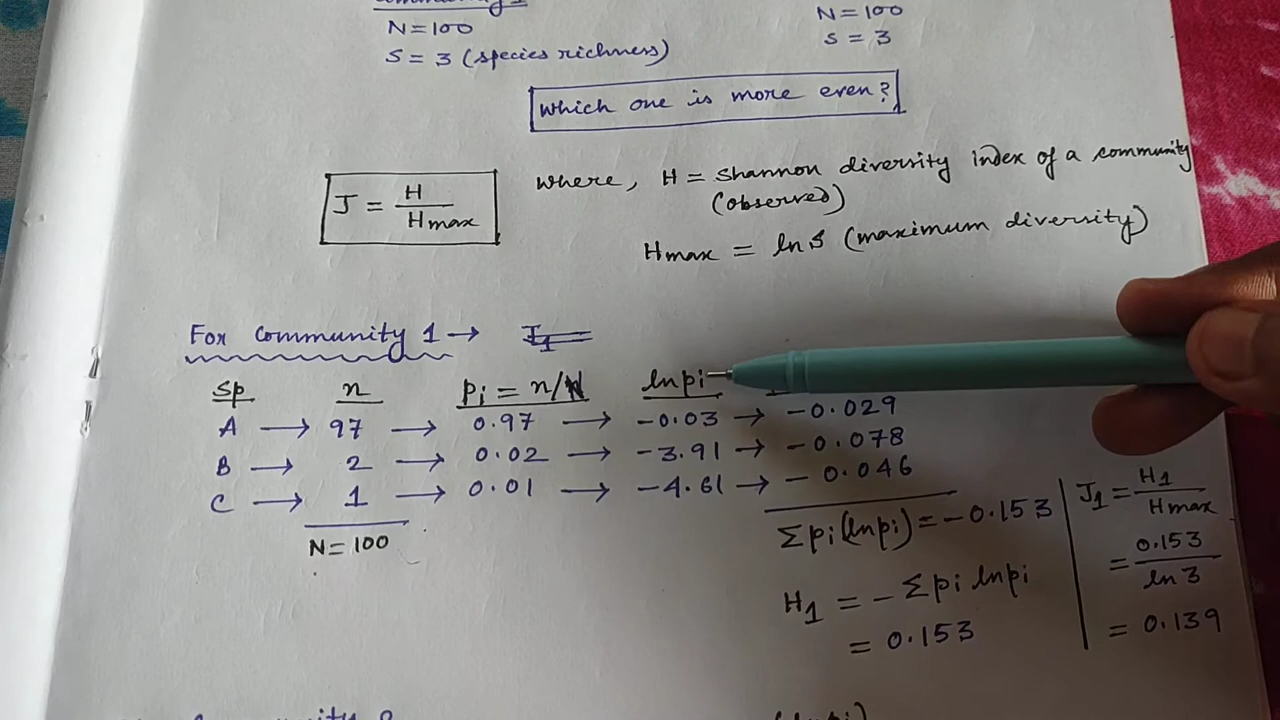 N=100
S = 3 (species richness)
N=100
S = 3
Which one is more even?
J = H / Hmax
where, H = Shannon diversity index of a community
(observed)
Hmax = ln S (maximum diversity)
For Community 1 → J1 =
Sp n Pi = n/N lnpi
A → 97 → 0.97 → -0.03 → -0.029
B → 2 → 0.02 → -3.91 → -0.078
C → 1 → 0.01 → -4.61 → -0.046
N=100
Σpi(lnpi) = -0.153
H1 = -Σpi lnpi
= 0.153
J1 = H1 / Hmax
= 0.153 / ln 3
= 0.139